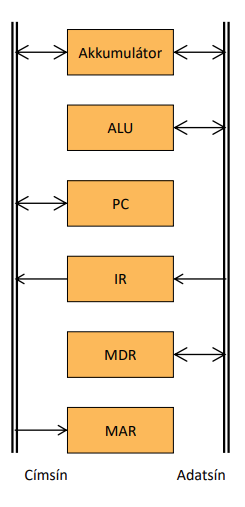 Akkumulátor
ALU
PC
IR
MDR
MAR
Címsín Adatsín